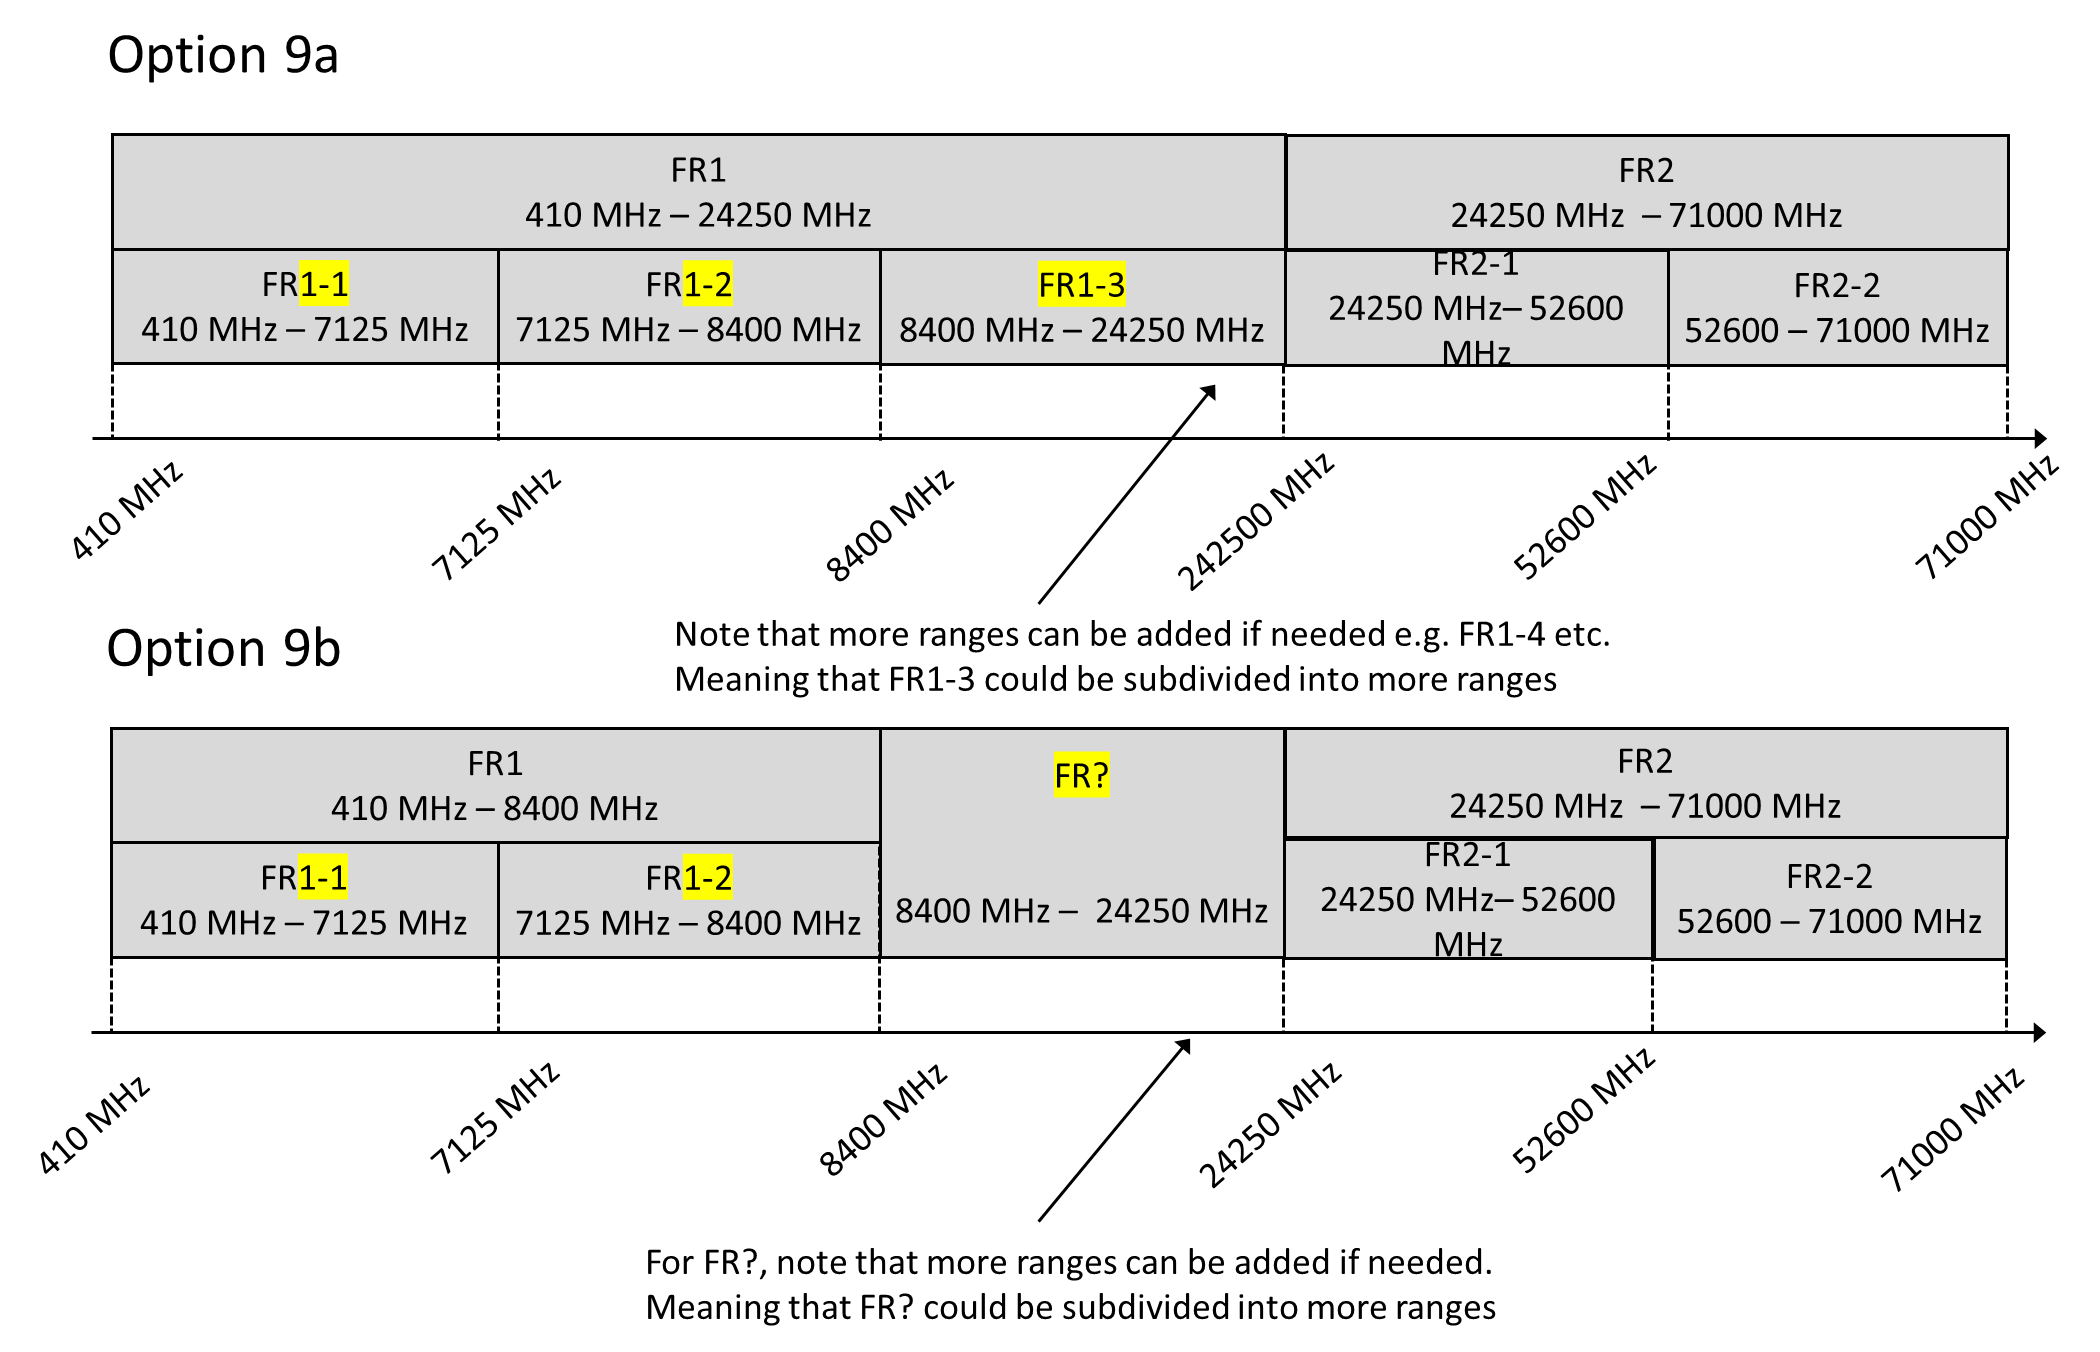 Option 9a
FR1
410 MHz – 24250 MHz
FR2
24250 MHz – 71000 MHz
FR1-1
410 MHz – 7125 MHz
FR1-2
7125 MHz – 8400 MHz
FR1-3
8400 MHz – 24250 MHz
FR2-1
24250 MHz– 52600
MHz
FR2-2
52600 – 71000 MHz
410 MHz
7125 MHz
8400 MHz
242500 MHz
52600 MHz
71000 MHz
Note that more ranges can be added if needed e.g. FR1-4 etc.
Meaning that FR1-3 could be subdivided into more ranges
Option 9b
FR1
410 MHz – 8400 MHz
FR?
8400 MHz – 24250 MHz
FR2
24250 MHz – 71000 MHz
FR1-1
410 MHz – 7125 MHz
FR1-2
7125 MHz – 8400 MHz
FR2-1
24250 MHz– 52600
MHz
FR2-2
52600 – 71000 MHz
410 MHz
7125 MHz
8400 MHz
24250 MHz
52600 MHz
71000 MHz
For FR?, note that more ranges can be added if needed.
Meaning that FR? could be subdivided into more ranges